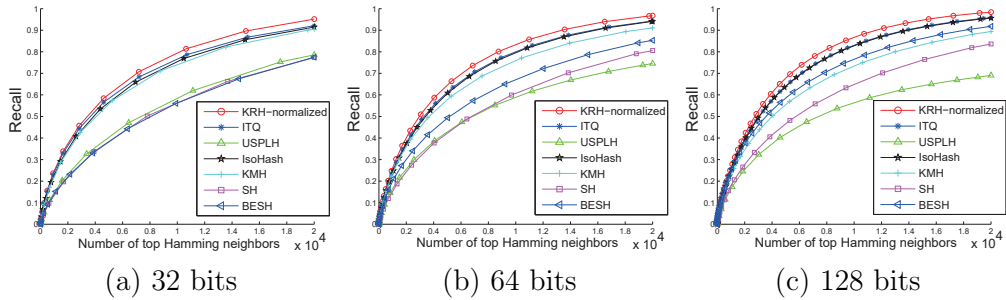 Recall
1
0.9
0.8
0.7
0.6
0.5
0.4
0.3
0.2
0.1
0
KRH−normalized
ITQ
USPLH
IsoHash
KMH
SH
BESH
0 0.2 0.4 0.6 0.8 1 1.2 1.4 1.6 1.8 2
x 10^4
Number of top Hamming neighbors
(a) 32 bits
Recall
1
0.9
0.8
0.7
0.6
0.5
0.4
0.3
0.2
0.1
0
KRH−normalized
ITQ
USPLH
IsoHash
KMH
SH
BESH
0 0.2 0.4 0.6 0.8 1 1.2 1.4 1.6 1.8 2
x 10^4
Number of top Hamming neighbors
(b) 64 bits
Recall
1
0.9
0.8
0.7
0.6
0.5
0.4
0.3
0.2
0.1
0
KRH−normalized
ITQ
USPLH
IsoHash
KMH
SH
BESH
0 0.2 0.4 0.6 0.8 1 1.2 1.4 1.6 1.8 2
x 10^4
Number of top Hamming neighbors
(c) 128 bits